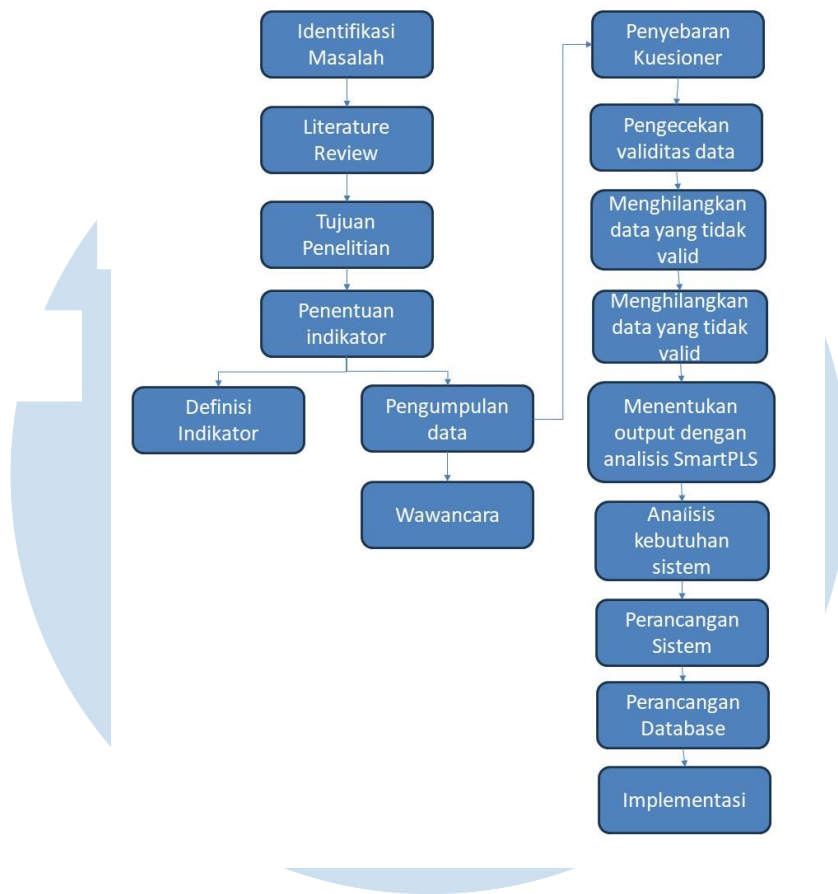 Identifikasi
Masalah
Literature
Review
Tujuan
Penelitian
Penentuan
indikator
Definisi
Indikator
Pengumpulan
data
Wawancara
Penyebaran
Kuesioner
Pengecekan
validitas data
Menghilangkan
data yang tidak
valid
Menghilangkan
data yang tidak
valid
Menentukan
output dengan
analisis SmartPLS
Analisis
kebutuhan
sistem
Perancangan
Sistem
Perancangan
Database
Implementasi